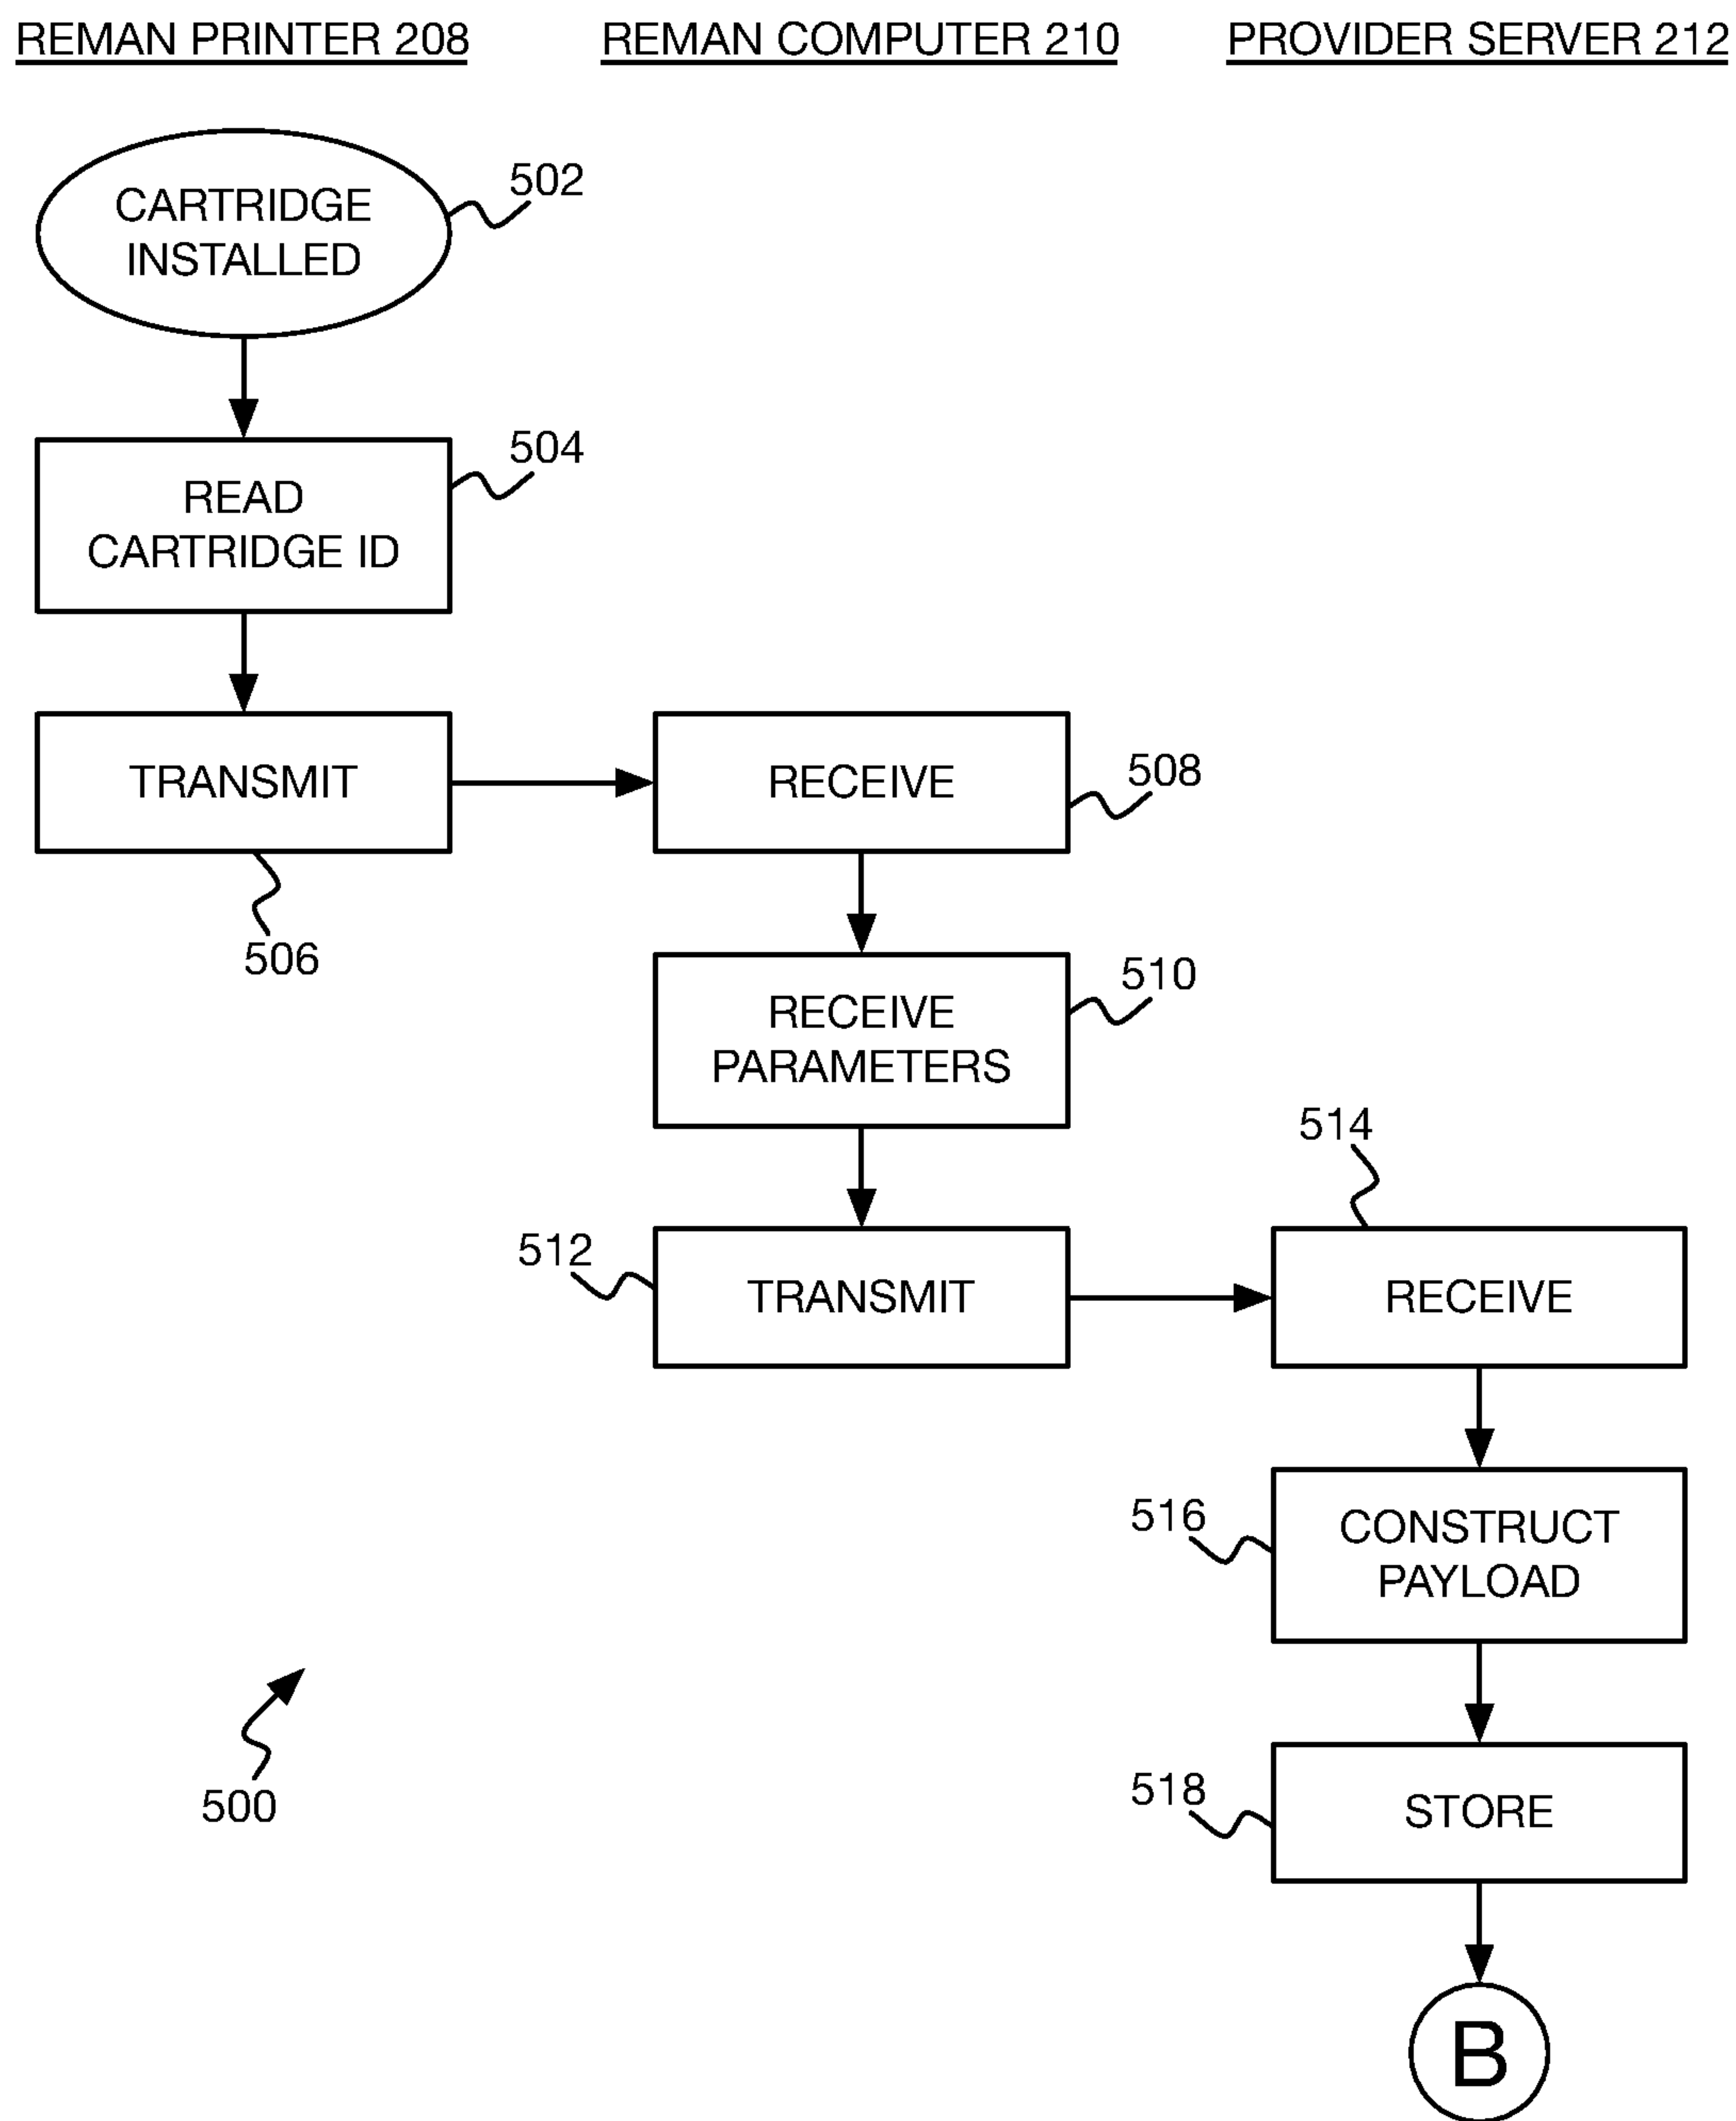 REMAN PRINTER 208
REMAN COMPUTER 210
PROVIDER SERVER 212
CARTRIDGE
INSTALLED
502
READ
CARTRIDGE ID
504
TRANSMIT
506
RECEIVE
508
RECEIVE
PARAMETERS
510
TRANSMIT
512
RECEIVE
514
CONSTRUCT
PAYLOAD
516
STORE
518
B
500